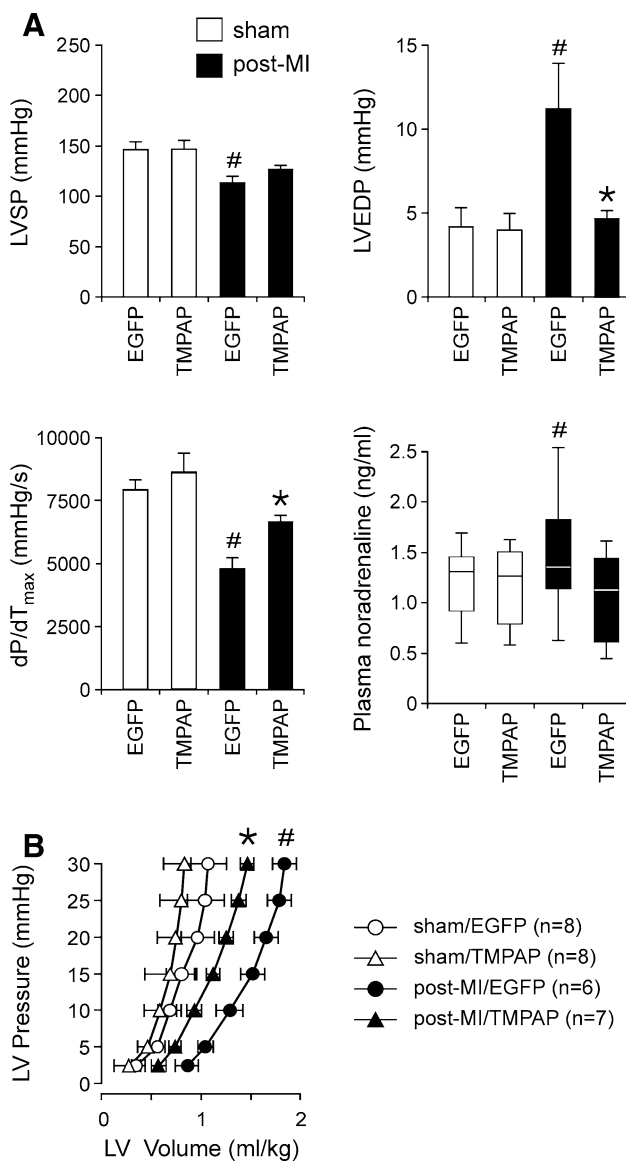 A
sham
post-MI
250
200
150
100
50
0
LVSP (mmHg)
#
EGFP
TMPAP
EGFP
TMPAP
15
10
5
0
LVEDP (mmHg)
#
*
EGFP
TMPAP
EGFP
TMPAP
10000
7500
5000
2500
0
dP/dTmax (mmHg/s)
#
*
EGFP
TMPAP
EGFP
TMPAP
2.5
2.0
1.5
1.0
0.5
0
Plasma noradrenaline (ng/ml)
#
EGFP
TMPAP
EGFP
TMPAP
B
* #
30
25
20
15
10
5
0
LV Pressure (mmHg)
0 1 2
LV Volume (ml/kg)
sham/EGFP (n=8)
sham/TMPAP (n=8)
post-MI/EGFP (n=6)
post-MI/TMPAP (n=7)